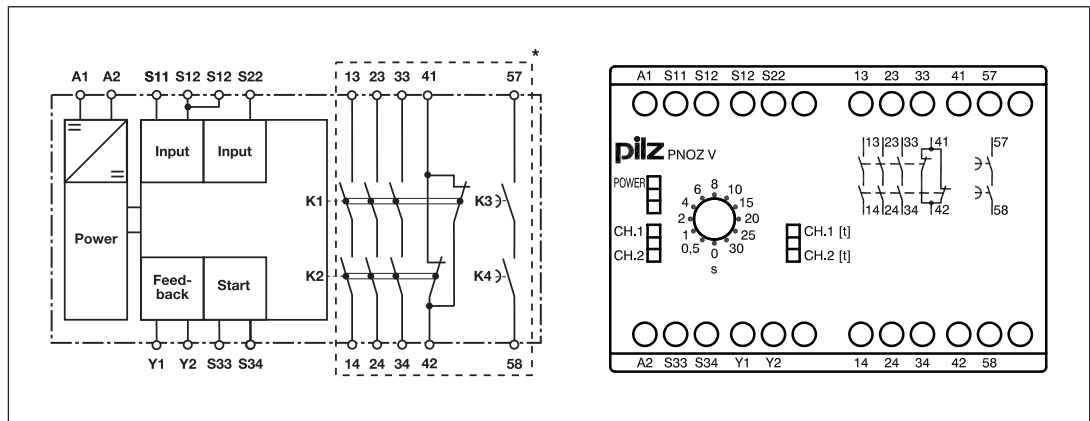 *
A1 A2 S11 S12 S12 S22 13 23 33 41 57
Input Input
K1 K3
Power
K2 K4
Feed-
back
Start
Y1 Y2 S33 S34 14 24 34 42 58
A1 S11 S12 S12 S22 13 23 33 41 57
pilz PNOZ V
13 23 33 41 57
POWER
6 8 10
4 15
2 20
1 25
0,5 0 30
s
CH.1
CH.2
CH.1 [t]
CH.2 [t]
14 24 34 42 58
A2 S33 S34 Y1 Y2 14 24 34 42 58